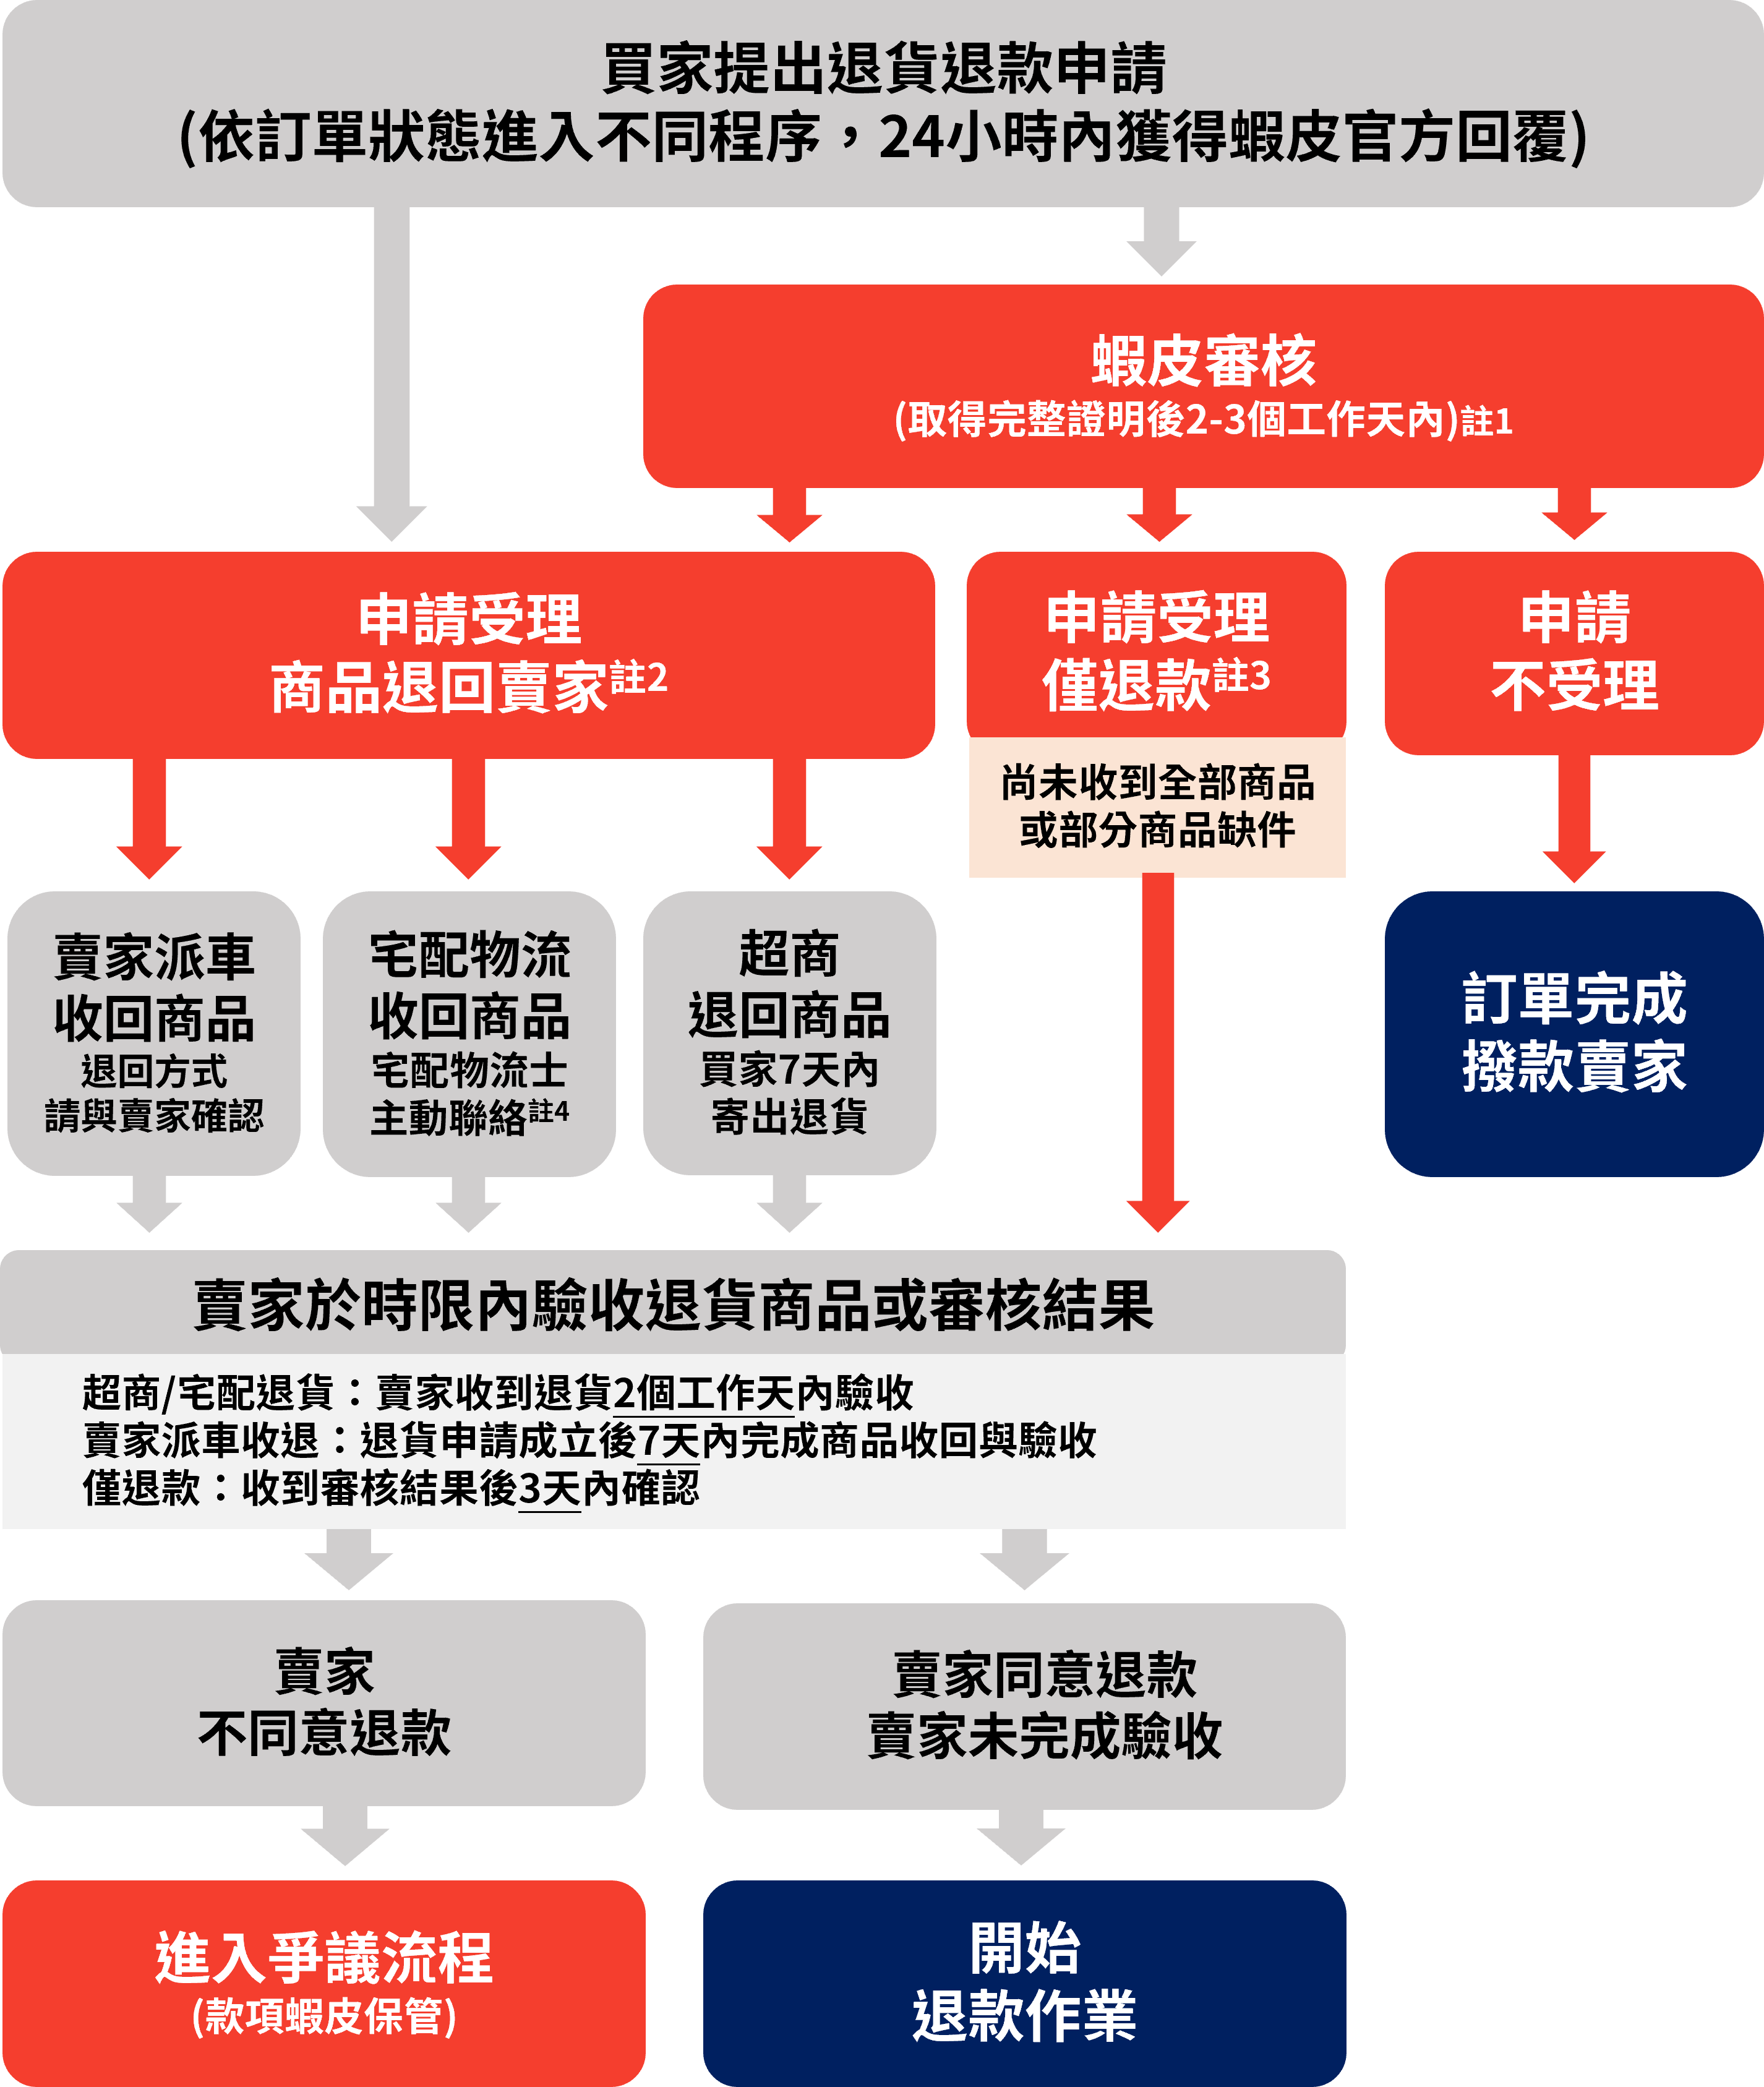 買家提出退貨退款申請
(依訂單狀態進入不同程序，24小時內獲得蝦皮官方回覆)
蝦皮審核
(取得完整證明後2-3個工作天內)註1
申請受理
商品退回賣家註2
申請受理
僅退款註3
尚未收到全部商品
或部分商品缺件
申請
不受理
賣家派車
收回商品
退回方式
請與賣家確認
宅配物流
收回商品
宅配物流士
主動聯絡註4
超商
退回商品
買家7天內
寄出退貨
訂單完成
撥款賣家
賣家於時限內驗收退貨商品或審核結果
超商/宅配退貨：賣家收到退貨2個工作天內驗收
賣家派車收退：退貨申請成立後7天內完成商品收回與驗收
僅退款：收到審核結果後3天內確認
賣家
不同意退款
賣家同意退款
賣家未完成驗收
進入爭議流程
(款項蝦皮保管)
開始
退款作業